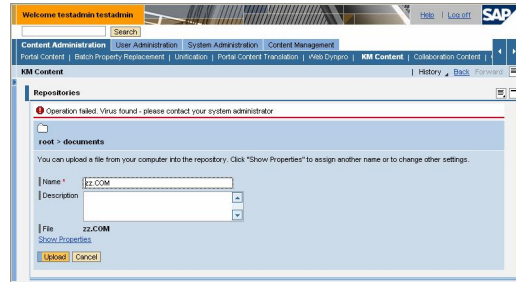 Welcome testadmin testadmin
Help | Log off
SAP
Search
Content Administration User Administration System Administration Content Management
Portal Content | Batch Property Replacement | Unification | Portal Content Translation | Web Dynpro | KM Content | Collaboration Content |
KM Content
| History Back Forward
Repositories
Operation failed. Virus found - please contact your system administrator
root > documents
You can upload a file from your computer into the repository. Click "Show Properties" to assign another name or to change other settings.
Name * zz.COM
Description
File zz.COM
Show Properties
Upload Cancel